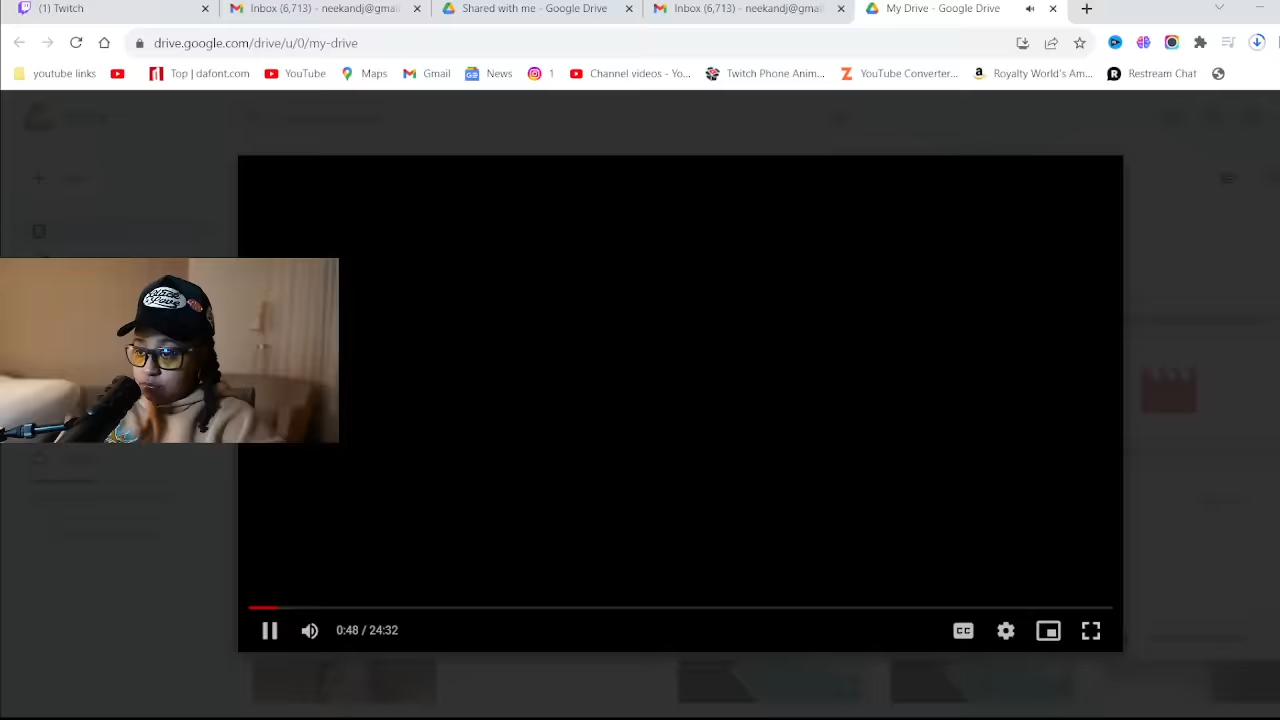 (1) Twitch
Inbox (6,713) - neekandj@gmai
Shared with me - Google Drive
Inbox (6,713) - neekandj@gmai
My Drive - Google Drive
drive.google.com/drive/u/0/my-drive
youtube links
Top | dafont.com
YouTube
Maps
Gmail
News
1
Channel videos - Yo...
Twitch Phone Anim...
YouTube Converter...
Royalty World's Am...
Restream Chat
0:48 / 24:32
CC